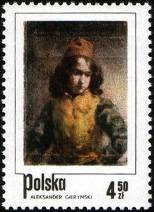 ALEKSANDER GIERYMSKI
Polska 4.50 zł